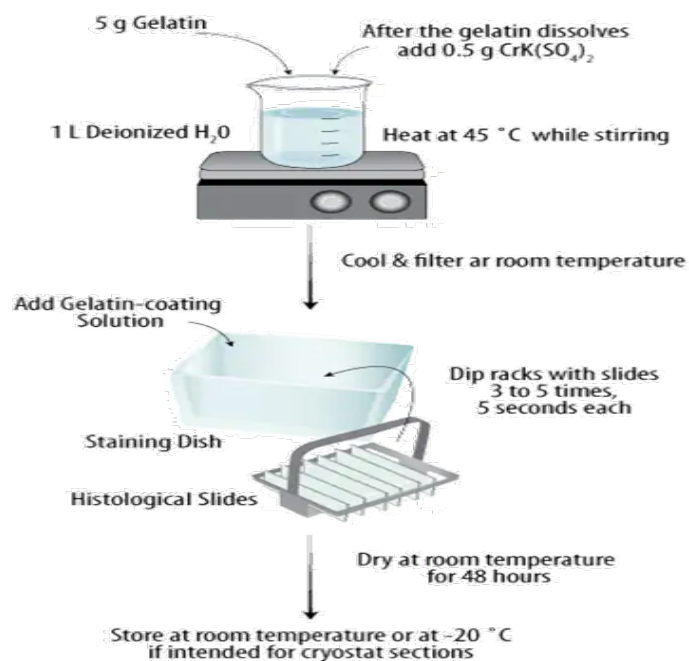 5 g Gelatin
After the gelatin dissolves
add 0.5 g CrK(SO₄)₂
1 L Deionized H₂0
Heat at 45 °C while stirring
Cool & filter ar room temperature
Add Gelatin-coating
Solution
Dip racks with slides
3 to 5 times,
5 seconds each
Staining Dish
Histological Slides
Dry at room temperature
for 48 hours
Store at room temperature or at -20 °C
if intended for cryostat sections